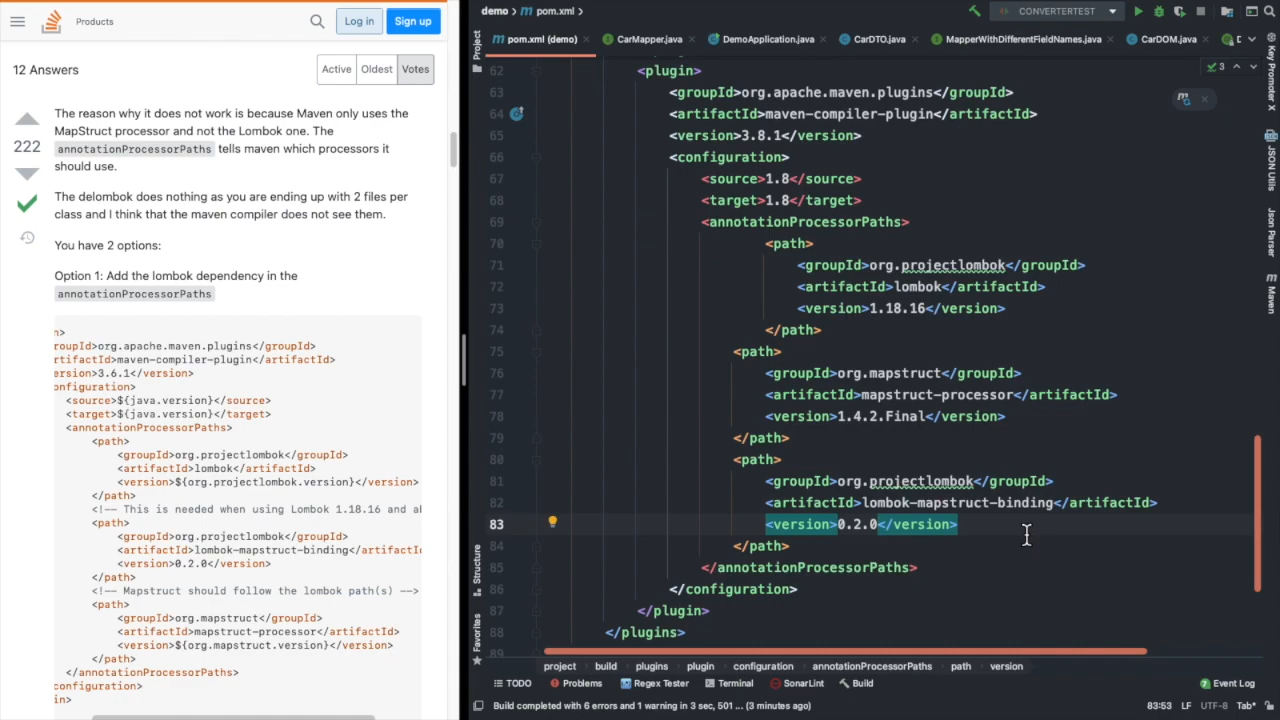 Products
Log in
Sign up
12 Answers
Active
Oldest
Votes
The reason why it does not work is because Maven only uses the
MapStruct processor and not the Lombok one. The
annotationProcessorPaths tells maven which processors it
should use.
222
The delombok does nothing as you are ending up with 2 files per
class and I think that the maven compiler does not see them.
You have 2 options:
Option 1: Add the lombok dependency in the
annotationProcessorPaths
n>
roupId>org.apache.maven.plugins</groupId>
rtifactId>maven-compiler-plugin</artifactId>
ersion>3.6.1</version>
onfiguration>
<source>${java.version}</source>
<target>${java.version}</target>
<annotationProcessorPaths>
<path>
<groupId>org.projectlombok</groupId>
<artifactId>lombok</artifactId>
<version>${org.projectlombok.version}</version>
</path>
<!-- This is needed when using Lombok 1.18.16 and
<path>
<groupId>org.projectlombok</groupId>
<artifactId>lombok-mapstruct-binding</artifactI
<version>0.2.0</version>
</path>
<!-- Mapstruct should follow the lombok path(s) -->
<path>
<groupId>org.mapstruct</groupId>
<artifactId>mapstruct-processor</artifactId>
<version>${org.mapstruct.version}</version>
</path>
</annotationProcessorPaths>
configuration>
in>
demo
pom.xml
CONVERTERTEST
pom.xml (demo)
CarMapper.java
DemoApplication.java
CarDTO.java
MapperWithDifferentFieldNames.java
CarDOM.java
3
62 <plugin>
63 <groupId>org.apache.maven.plugins</groupId>
64 <artifactId>maven-compiler-plugin</artifactId>
65 <version>3.8.1</version>
66 <configuration>
67 <source>1.8</source>
68 <target>1.8</target>
69 <annotationProcessorPaths>
70 <path>
71 <groupId>org.projectlombok</groupId>
72 <artifactId>lombok</artifactId>
73 <version>1.18.16</version>
74 </path>
75 <path>
76 <groupId>org.mapstruct</groupId>
77 <artifactId>mapstruct-processor</artifactId>
78 <version>1.4.2.Final</version>
79 </path>
80 <path>
81 <groupId>org.projectlombok</groupId>
82 <artifactId>lombok-mapstruct-binding</artifactId>
83 <version>0.2.0</version>
84 </path>
85 </annotationProcessorPaths>
86 </configuration>
87 </plugin>
88 </plugins>
89
Project
Structure
Favorites
Key Promoter X
JSON Utils
Json Parser
Maven
project
build
plugins
plugin
configuration
annotationProcessorPaths
path
version
TODO
Problems
Regex Tester
Terminal
SonarLint
Build
Event Log
Build completed with 6 errors and 1 warning in 3 sec, 501 ... (3 minutes ago)
83:53
LF
UTF-8
Tab*